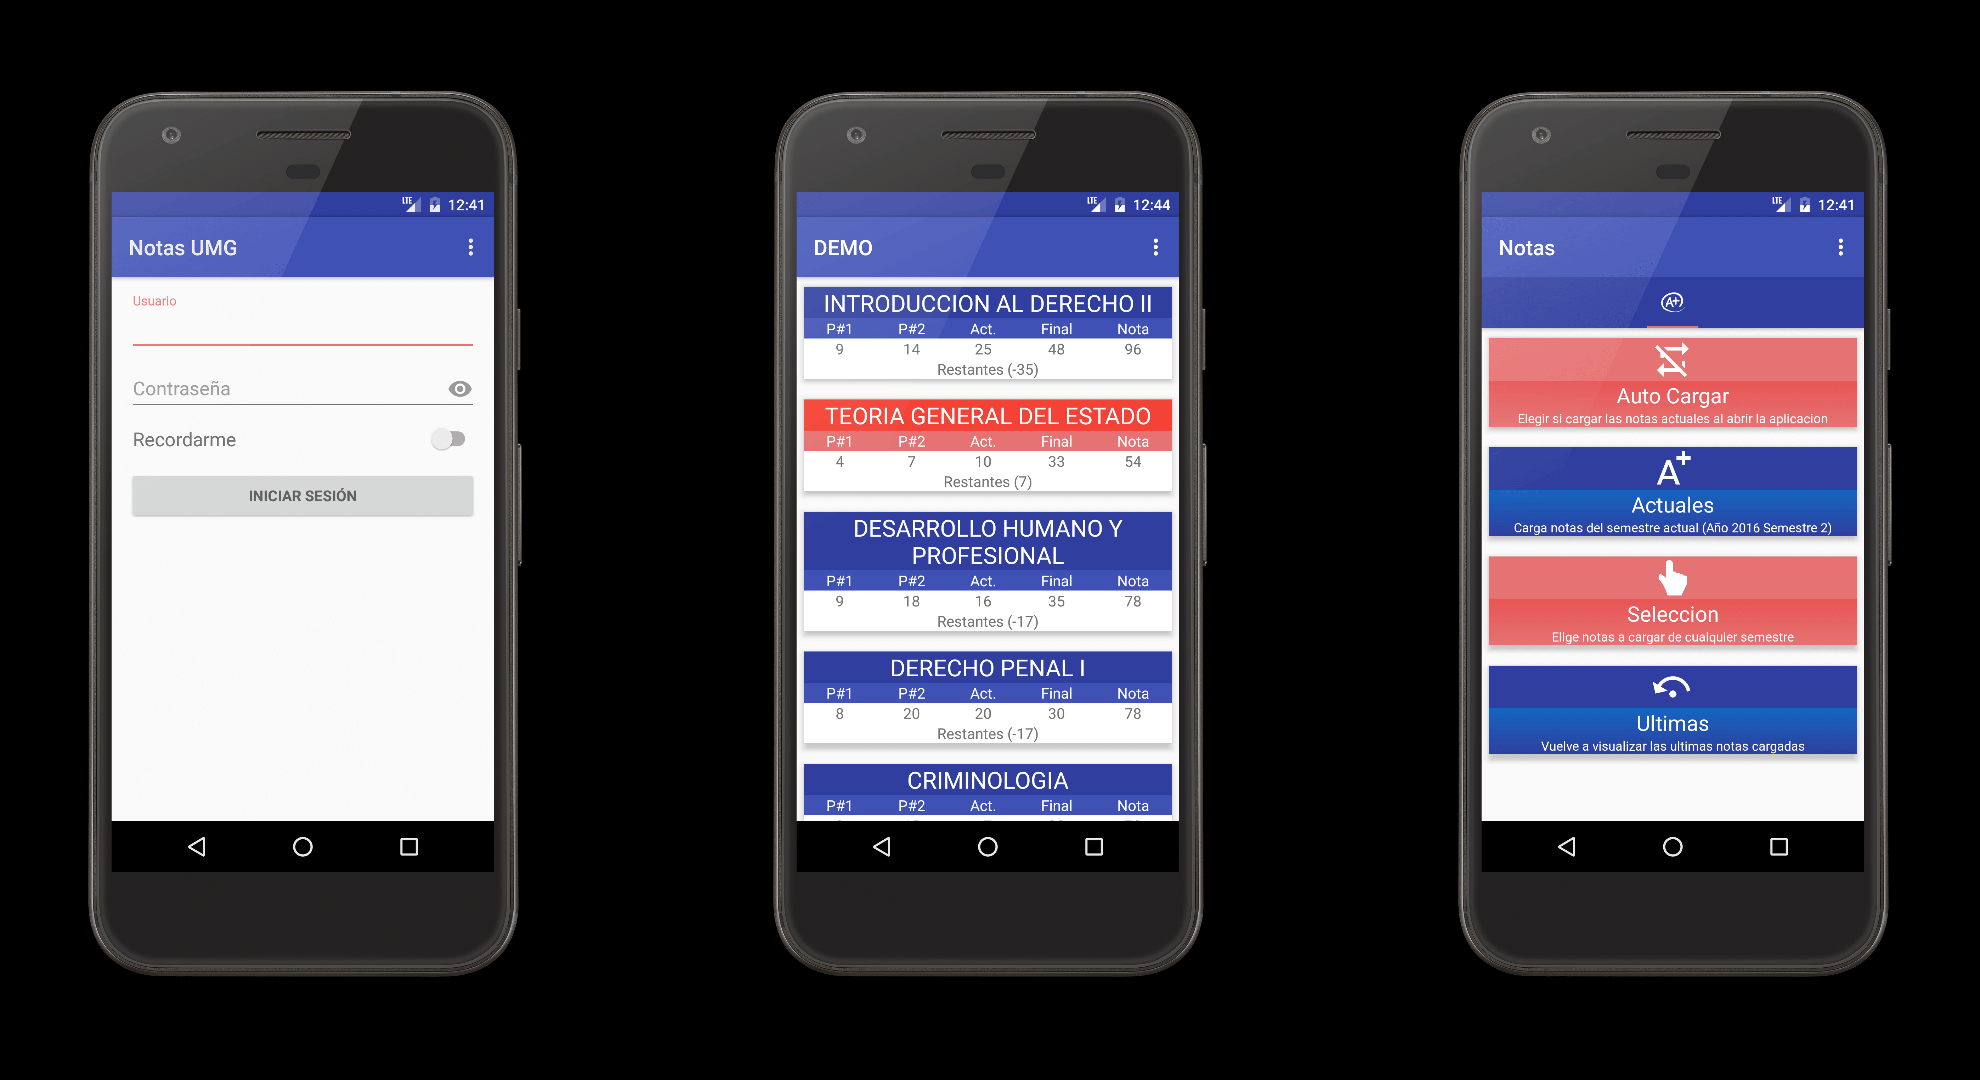 LTE 12:41
Notas UMG
Usuario
Contraseña
Recordarme
INICIAR SESIÓN
LTE 12:44
DEMO
INTRODUCCION AL DERECHO II
P#1 P#2 Act. Final Nota
9 14 25 48 96
Restantes (-35)
TEORIA GENERAL DEL ESTADO
P#1 P#2 Act. Final Nota
4 7 10 33 54
Restantes (7)
DESARROLLO HUMANO Y
PROFESIONAL
P#1 P#2 Act. Final Nota
9 18 16 35 78
Restantes (-17)
DERECHO PENAL I
P#1 P#2 Act. Final Nota
8 20 20 30 78
Restantes (-17)
CRIMINOLOGIA
P#1 P#2 Act. Final Nota
LTE 12:41
Notas
A+
Auto Cargar
Elegir si cargar las notas actuales al abrir la aplicacion
A+
Actuales
Carga notas del semestre actual (Año 2016 Semestre 2)
Seleccion
Elige notas a cargar de cualquier semestre
Ultimas
Vuelve a visualizar las ultimas notas cargadas